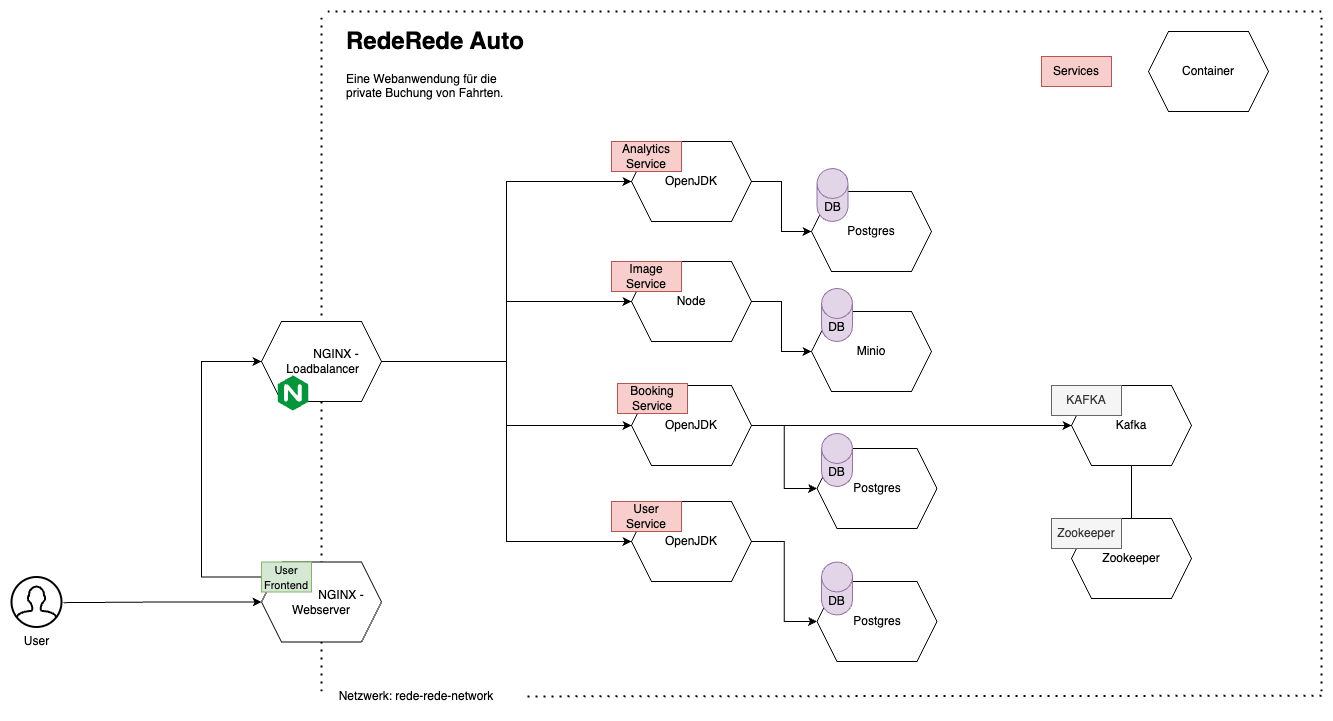 RedeRede Auto
Eine Webanwendung für die
private Buchung von Fahrten.
Services
Container
Analytics
Service
OpenJDK
DB
Postgres
Image
Service
Node
DB
Minio
NGINX -
Loadbalancer
N
Booking
Service
OpenJDK
KAFKA
Kafka
DB
Postgres
User
Service
OpenJDK
Zookeeper
Zookeeper
User
Frontend
NGINX -
Webserver
DB
Postgres
User
Netzwerk: rede-rede-network